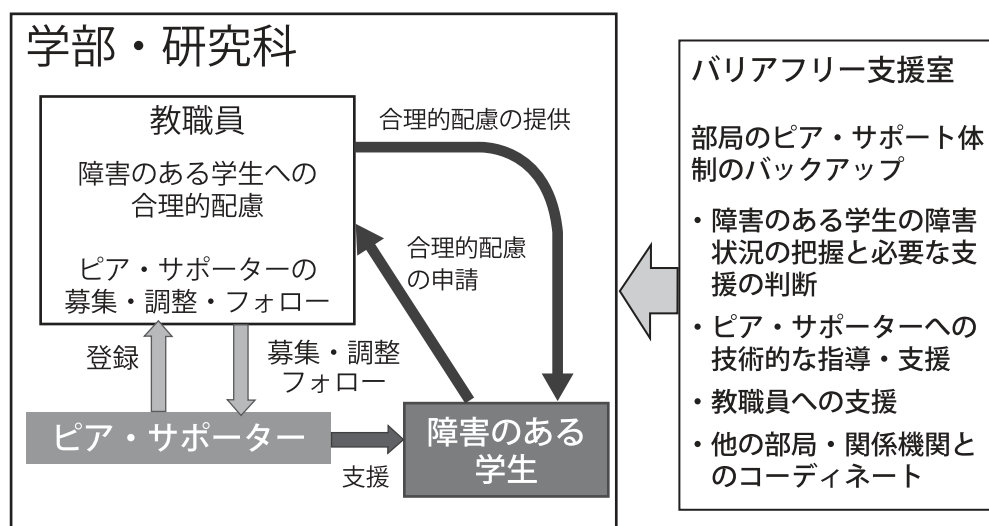 学部・研究科
教職員
障害のある学生への
合理的配慮
ピア・サポーターの
募集・調整・フォロー
合理的配慮の提供
合理的配慮
の申請
登録
募集・調整
フォロー
ピア・サポーター
支援
障害のある
学生
バリアフリー支援室
部局のピア・サポート体
制のバックアップ
・障害のある学生の障害
状況の把握と必要な支
援の判断
・ピア・サポーターへの
技術的な指導・支援
・教職員への支援
・他の部局・関係機関と
のコーディネート